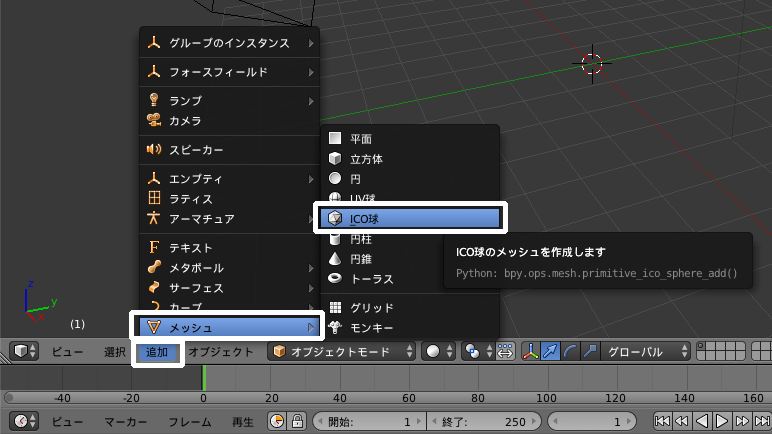 グループのインスタンス
フォースフィールド
ランプ
カメラ
スピーカー
エンプティ
ラティス
アーマチュア
テキスト
メタボール
サーフェス
カーブ
メッシュ
平面
立方体
円
UV球
ICO球
円柱
円錐
トーラス
グリッド
モンキー
ICO球のメッシュを作成します
Python: bpy.ops.mesh.primitive_ico_sphere_add()
z
y
x
(1)
ビュー 選択 追加 オブジェクト オブジェクトモード グローバル
-40 -20 0 20 40 60 80 100 120 140 160
ビュー マーカー フレーム 再生 開始: 1 終了: 250 1